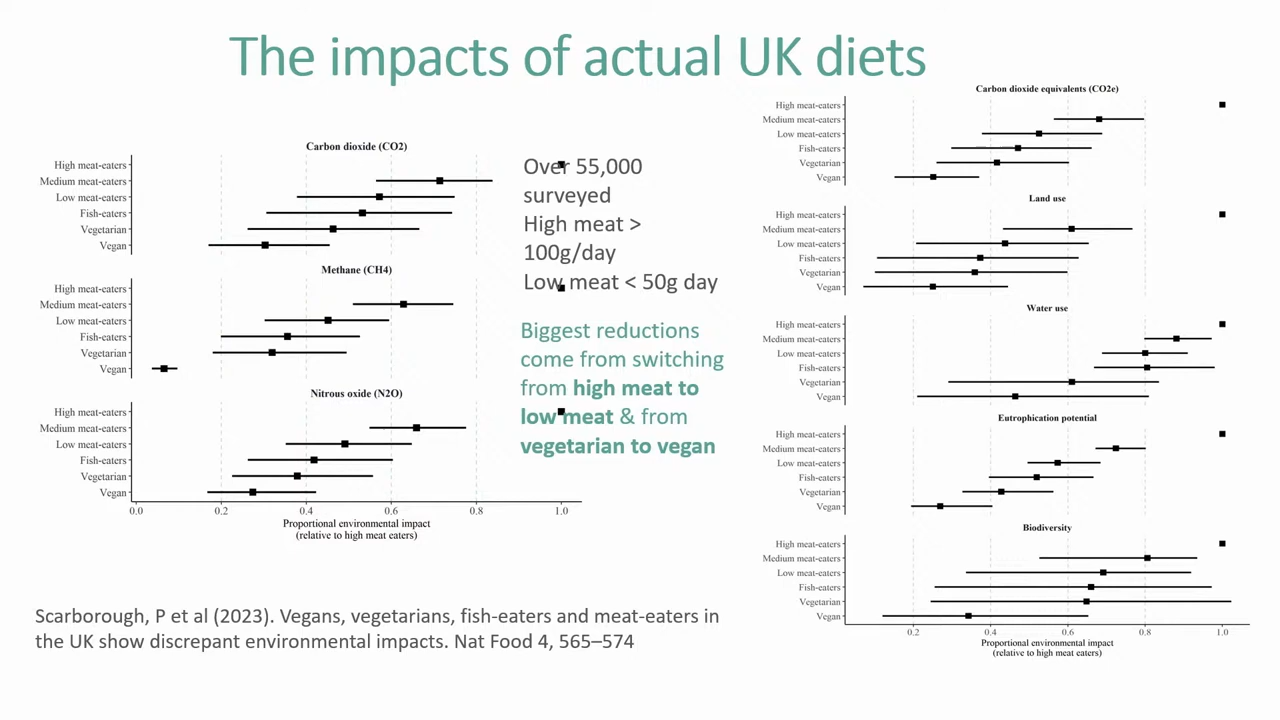 The impacts of actual UK diets
Carbon dioxide (CO2)
High meat-eaters
Medium meat-eaters
Low meat-eaters
Fish-eaters
Vegetarian
Vegan
Methane (CH4)
High meat-eaters
Medium meat-eaters
Low meat-eaters
Fish-eaters
Vegetarian
Vegan
Nitrous oxide (N2O)
High meat-eaters
Medium meat-eaters
Low meat-eaters
Fish-eaters
Vegetarian
Vegan
0.0 0.2 0.4 0.6 0.8 1.0
Proportional environmental impact
(relative to high meat eaters)
Over 55,000
surveyed
High meat >
100g/day
Low meat < 50g day
Biggest reductions
come from switching
from high meat to
low meat & from
vegetarian to vegan
Carbon dioxide equivalents (CO2e)
High meat-eaters
Medium meat-eaters
Low meat-eaters
Fish-eaters
Vegetarian
Vegan
Land use
High meat-eaters
Medium meat-eaters
Low meat-eaters
Fish-eaters
Vegetarian
Vegan
Water use
High meat-eaters
Medium meat-eaters
Low meat-eaters
Fish-eaters
Vegetarian
Vegan
Eutrophication potential
High meat-eaters
Medium meat-eaters
Low meat-eaters
Fish-eaters
Vegetarian
Vegan
Biodiversity
High meat-eaters
Medium meat-eaters
Low meat-eaters
Fish-eaters
Vegetarian
Vegan
0.2 0.4 0.6 0.8 1.0
Proportional environmental impact
(relative to high meat eaters)
Scarborough, P et al (2023). Vegans, vegetarians, fish-eaters and meat-eaters in
the UK show discrepant environmental impacts. Nat Food 4, 565–574